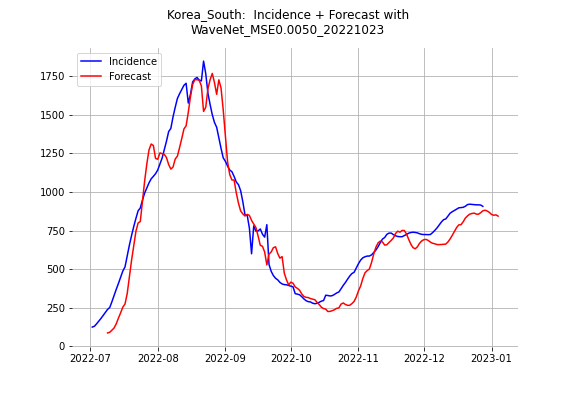 Korea_South:  Incidence + Forecast with
WaveNet_MSE0.0050_20221023
Incidence
Forecast
1750
1500
1250
1000
750
500
250
0
2022-07 2022-08 2022-09 2022-10 2022-11 2022-12 2023-01